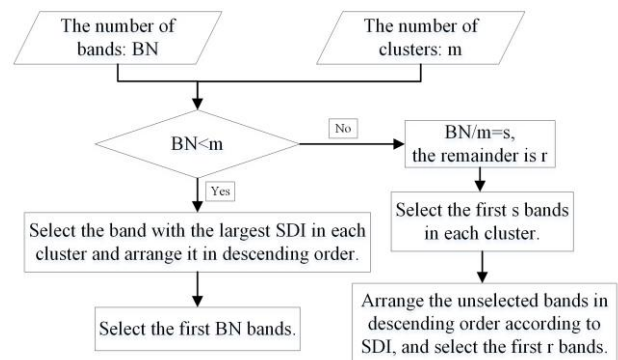 The number of
bands: BN
The number of
clusters: m
BN<m
No
BN/m=s,
the remainder is r
Yes
Select the band with the largest SDI in each
cluster and arrange it in descending order.
Select the first s bands
in each cluster.
Select the first BN bands.
Arrange the unselected bands in
descending order according to
SDI, and select the first r bands.